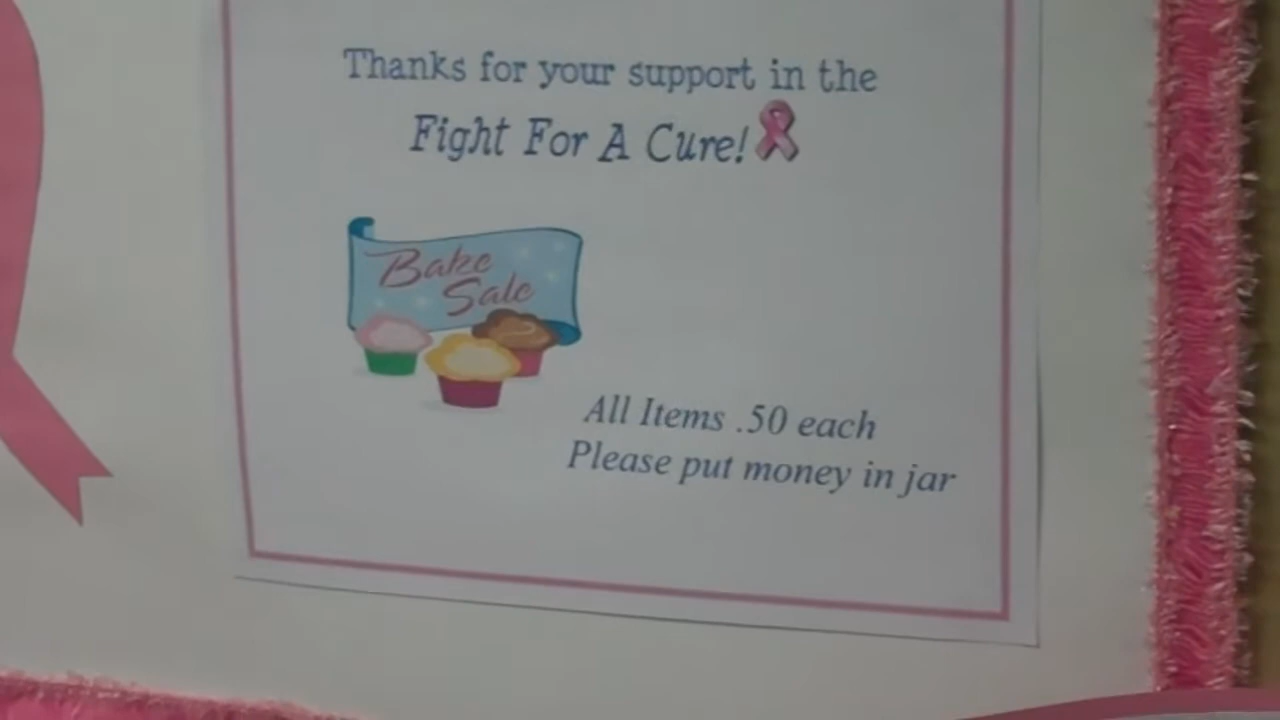 Thanks for your support in the
Fight For A Cure!
Bake
Sale
All Items .50 each
Please put money in jar